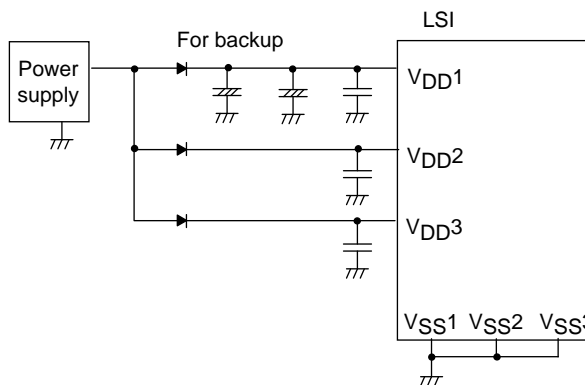 LSI
For backup
Power
supply
VDD1
VDD2
VDD3
VSS1 VSS2 VSS3